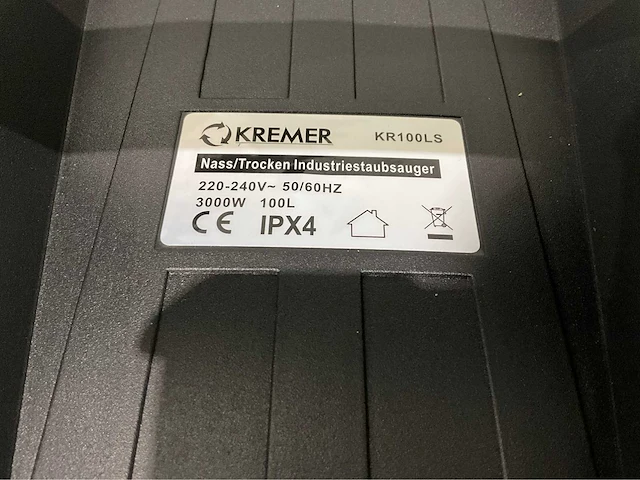 KREMER KR100LS
Nass/Trocken Industriestaubsauger
220-240V~ 50/60HZ
3000W 100L
CE IPX4